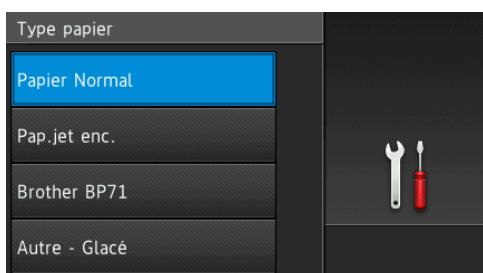 Type papier
Papier Normal
Pap.jet enc.
Brother BP71
Autre - Glacé